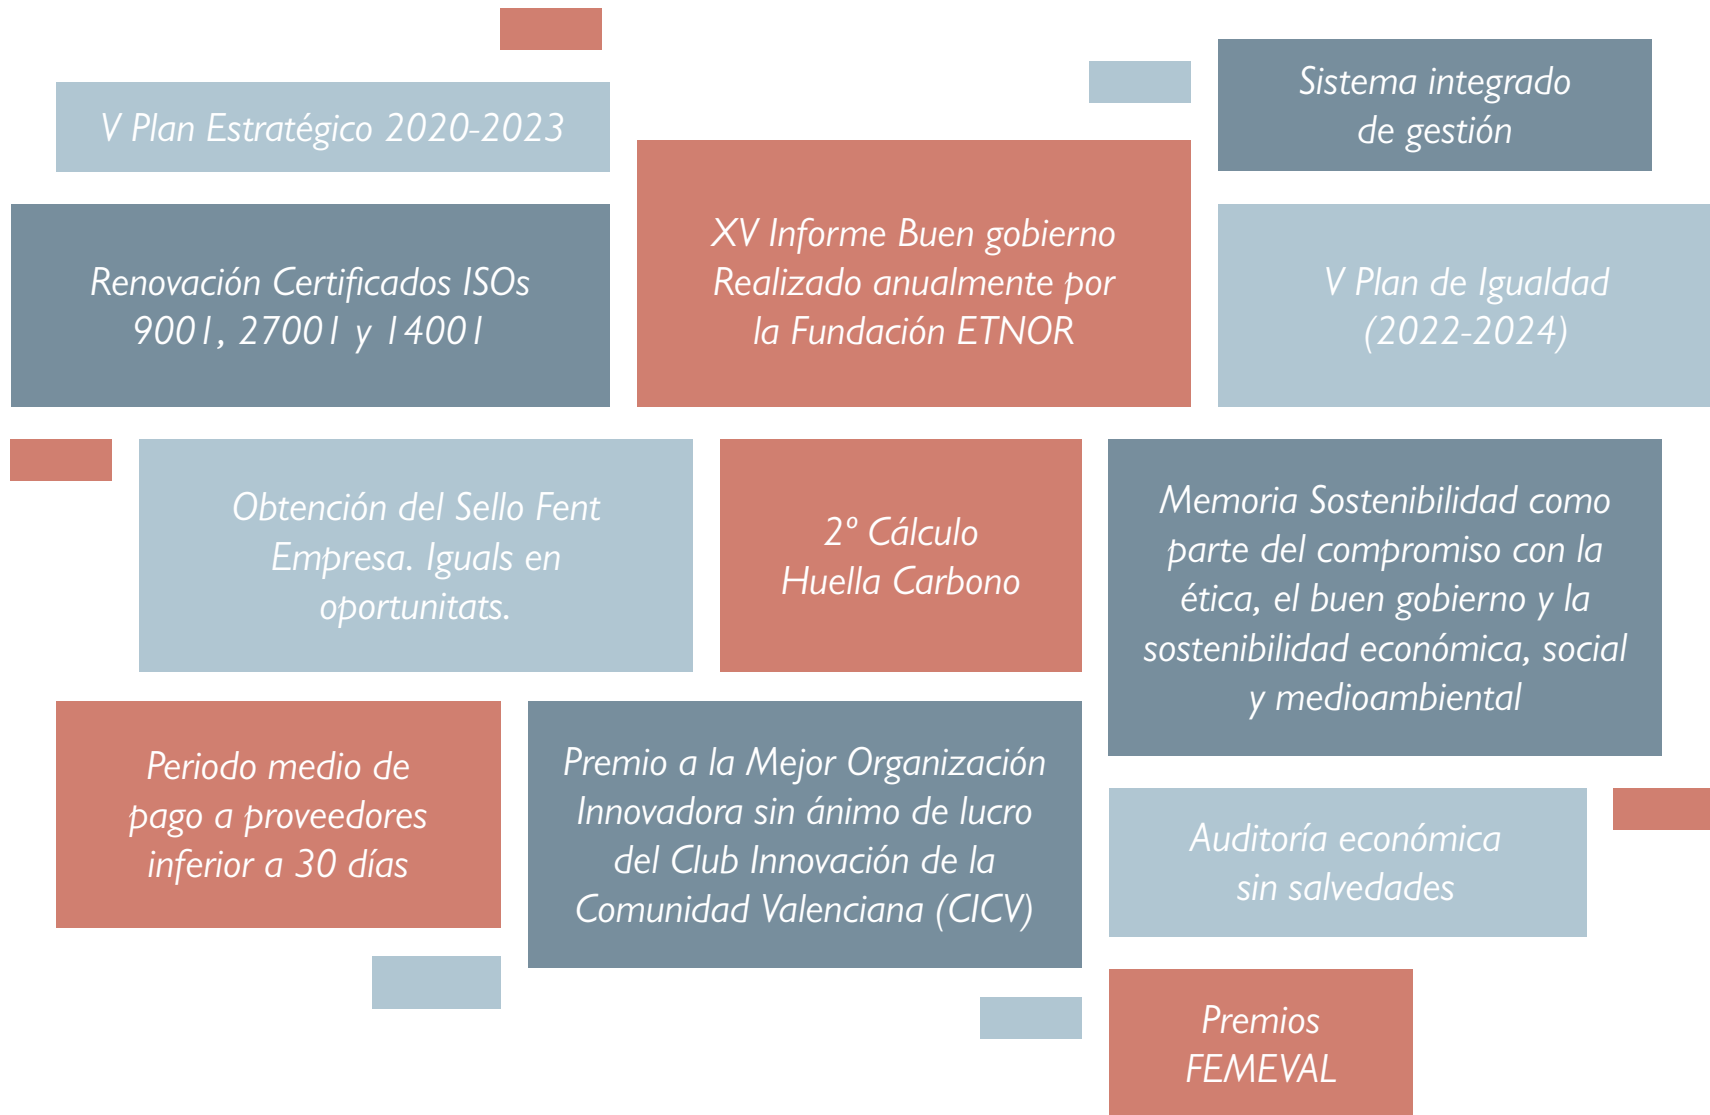 V Plan Estratégico 2020-2023
Sistema integrado
de gestión
Renovación Certificados ISOs
9001, 27001 y 14001
XV Informe Buen gobierno
Realizado anualmente por
la Fundación ETNOR
V Plan de Igualdad
(2022-2024)
Obtención del Sello Fent
Empresa. Iguals en
oportunitats.
2º Cálculo
Huella Carbono
Memoria Sostenibilidad como
parte del compromiso con la
ética, el buen gobierno y la
sostenibilidad económica, social
y medioambiental
Periodo medio de
pago a proveedores
inferior a 30 días
Premio a la Mejor Organización
Innovadora sin ánimo de lucro
del Club Innovación de la
Comunidad Valenciana (CICV)
Auditoría económica
sin salvedades
Premios
FEMEVAL